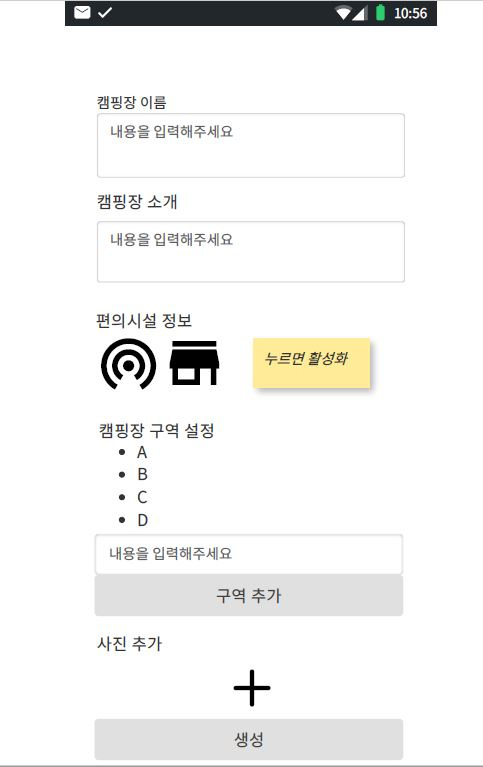 10:56
캠핑장 이름
내용을 입력해주세요
캠핑장 소개
내용을 입력해주세요
편의시설 정보
누르면 활성화
캠핑장 구역 설정
A
B
C
D
내용을 입력해주세요
구역 추가
사진 추가
생성